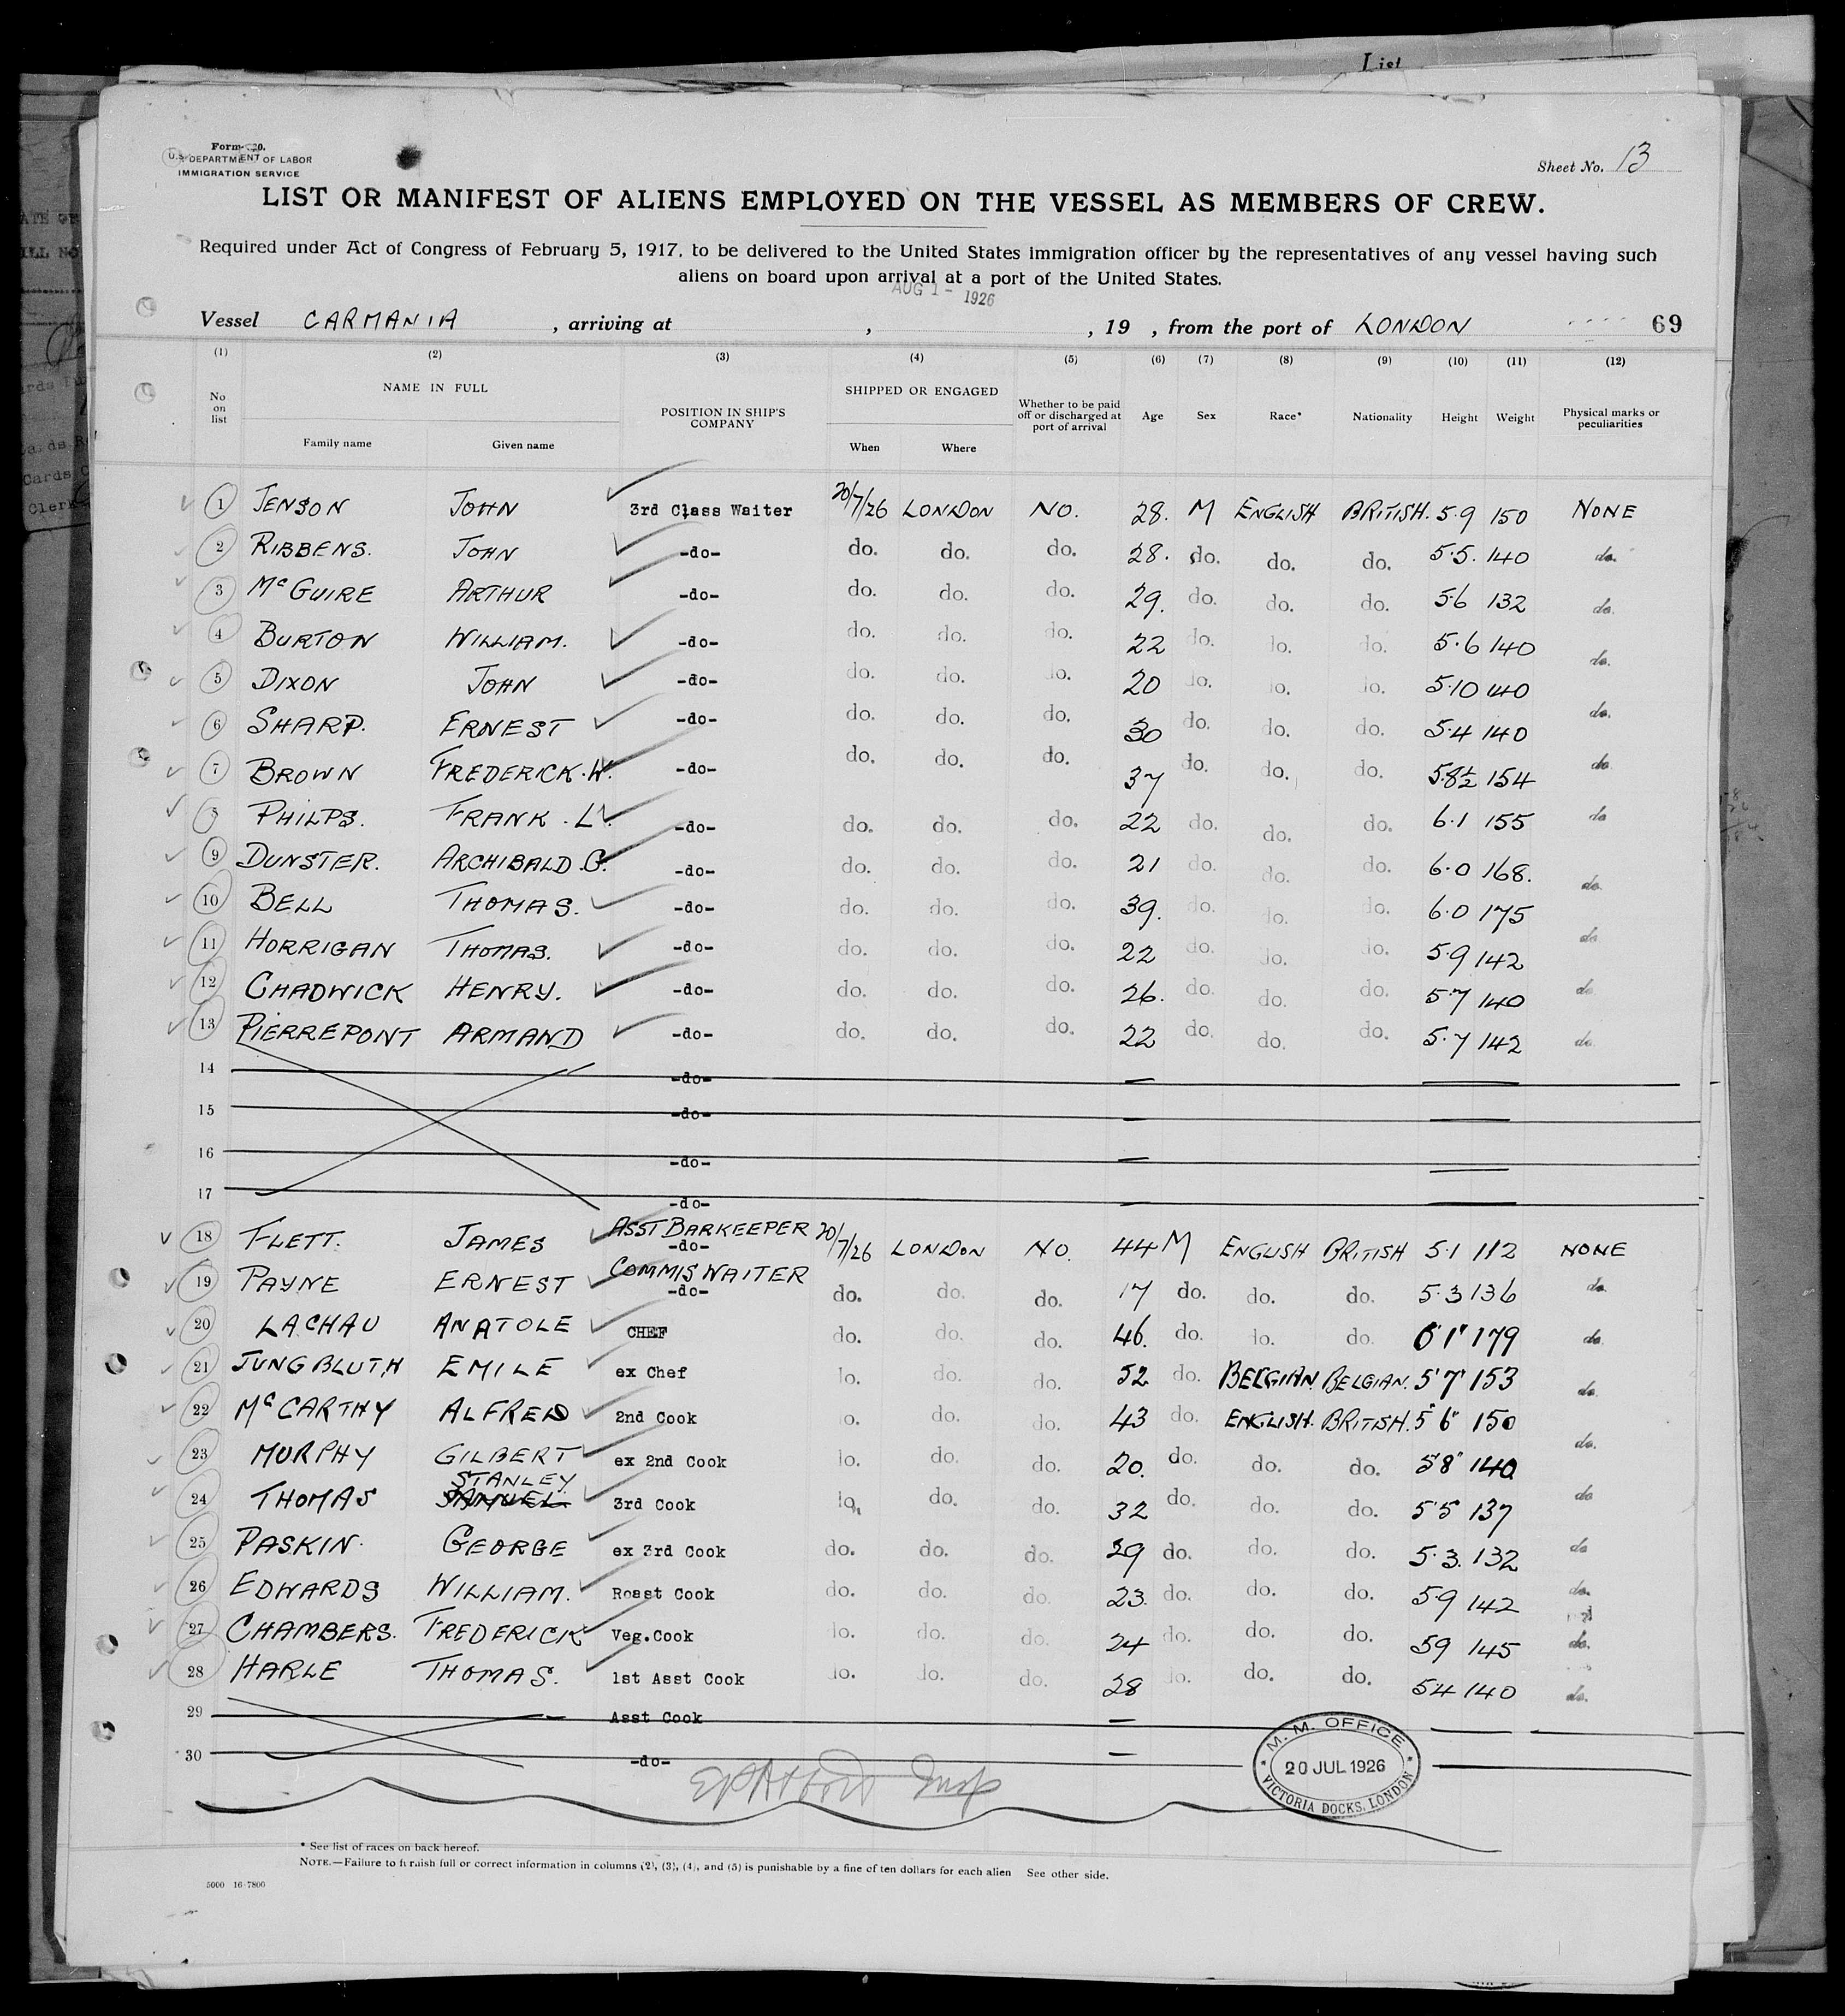 List
Form 
U.S. DEPARTMENT OF LABOR
IMMIGRATION SERVICE
Sheet No. 13
LIST OR MANIFEST OF ALIENS EMPLOYED ON THE VESSEL AS MEMBERS OF CREW.
Required under Act of Congress of February 5, 1917, to be delivered to the United States immigration officer by the representatives of any vessel having such
aliens on board upon arrival at a port of the United States.
AUG 1- 1926
Vessel CARMANIA , arriving at , , 19 , from the port of LONDON 69
(1) (2) (3) (4) (5) (6) (7) (8) (9) (10) (11) (12)
No on list NAME IN FULL POSITION IN SHIP'S COMPANY SHIPPED OR ENGAGED Whether to be paid off or discharged at port of arrival Age Sex Race* Nationality Height Weight Physical marks or peculiarities
Family name Given name When Where
1 JENSON JOHN 3rd Class Waiter 20/7/26 LONDON NO. 28. M ENGLISH BRITISH. 5.9 150 NONE
2 RIBBENS. JOHN -do- do. do. do. 28. do. do. do. 5.5. 140 do.
3 McGUIRE ARTHUR -do- do. do. do. 29. do. do. do. 5.6 132 do.
4 BURTON WILLIAM. -do- do. do. do. 22 do. do. do. 5.6 140 do.
5 DIXON JOHN -do- do. do. do. 20 do. do. do. 5.10 140 do.
6 SHARP. ERNEST -do- do. do. do. 30 do. do. do. 5.4 140 do.
7 BROWN FREDERICK.W. -do- do. do. do. 37 do. do. do. 5.8½ 154 do
8 PHILPS. FRANK .L. -do- do. do. do. 22 do. do. do. 6.1 155 do
9 DUNSTER. ARCHIBALD.G. -do- do. do. do. 21 do. do. do. 6.0 168. do.
10 BELL THOMAS. -do- do. do. do. 39. do. do. do. 6.0 175
11 HORRIGAN THOMAS. -do- do. do. do. 22 do. do. do. 5.9 142 do
12 CHADWICK HENRY. -do- do. do. do. 26. do. do. do. 5.7 140 do
13 PIERREPONT ARMAND -do- do. do. do. 22 do. do. do. 5.7 142 do
14 -do-
15 -do-
16 -do-
17 -do-
18 FLETT. JAMES ASST BARKEEPER -do- 20/7/26 LONDON NO. 44 M ENGLISH BRITISH 5.1 112 NONE
19 PAYNE ERNEST COMMIS WAITER -do- do. do. do. 17 do. do. do. 5.3 136 do.
20 LACHAU ANATOLE CHEF do. do. do. 46. do. do. do. 6'1" 179 do.
21 JUNGBLUTH EMILE ex Chef do. do. do. 52 do. BELGIAN. BELGIAN. 5'7" 153 do.
22 McCARTHY ALFRED 2nd Cook do. do. do. 43 do. ENGLISH. BRITISH. 5'6" 150
23 MURPHY GILBERT ex 2nd Cook do. do. do. 20. do. do. do. 5'8" 140 do.
STANLEY.
24 THOMAS SAMUEL 3rd Cook do. do. do. 32 do. do. do. 5'5 137 do
25 PASKIN. GEORGE ex 3rd Cook do. do. do. 29 do. do. do. 5.3. 132 do
26 EDWARDS WILLIAM. Roast Cook do. do. do. 23. do. do. do. 5.9 142 do.
27 CHAMBERS. FREDERICK Veg.Cook do. do. do. 24 do. do. do. 59 145 do.
28 HARLE THOMAS. 1st Asst Cook do. do. do. 28 do. do. do. 54 140 do.
29 Asst Cook
30 -do-
M. M. OFFICE
20 JUL 1926
VICTORIA DOCKS, LONDON
* See list of races on back hereof.
NOTE.—Failure to furnish full or correct information in columns (2), (3), (4), and (5) is punishable by a fine of ten dollars for each alien See other side.
5000 16-7800